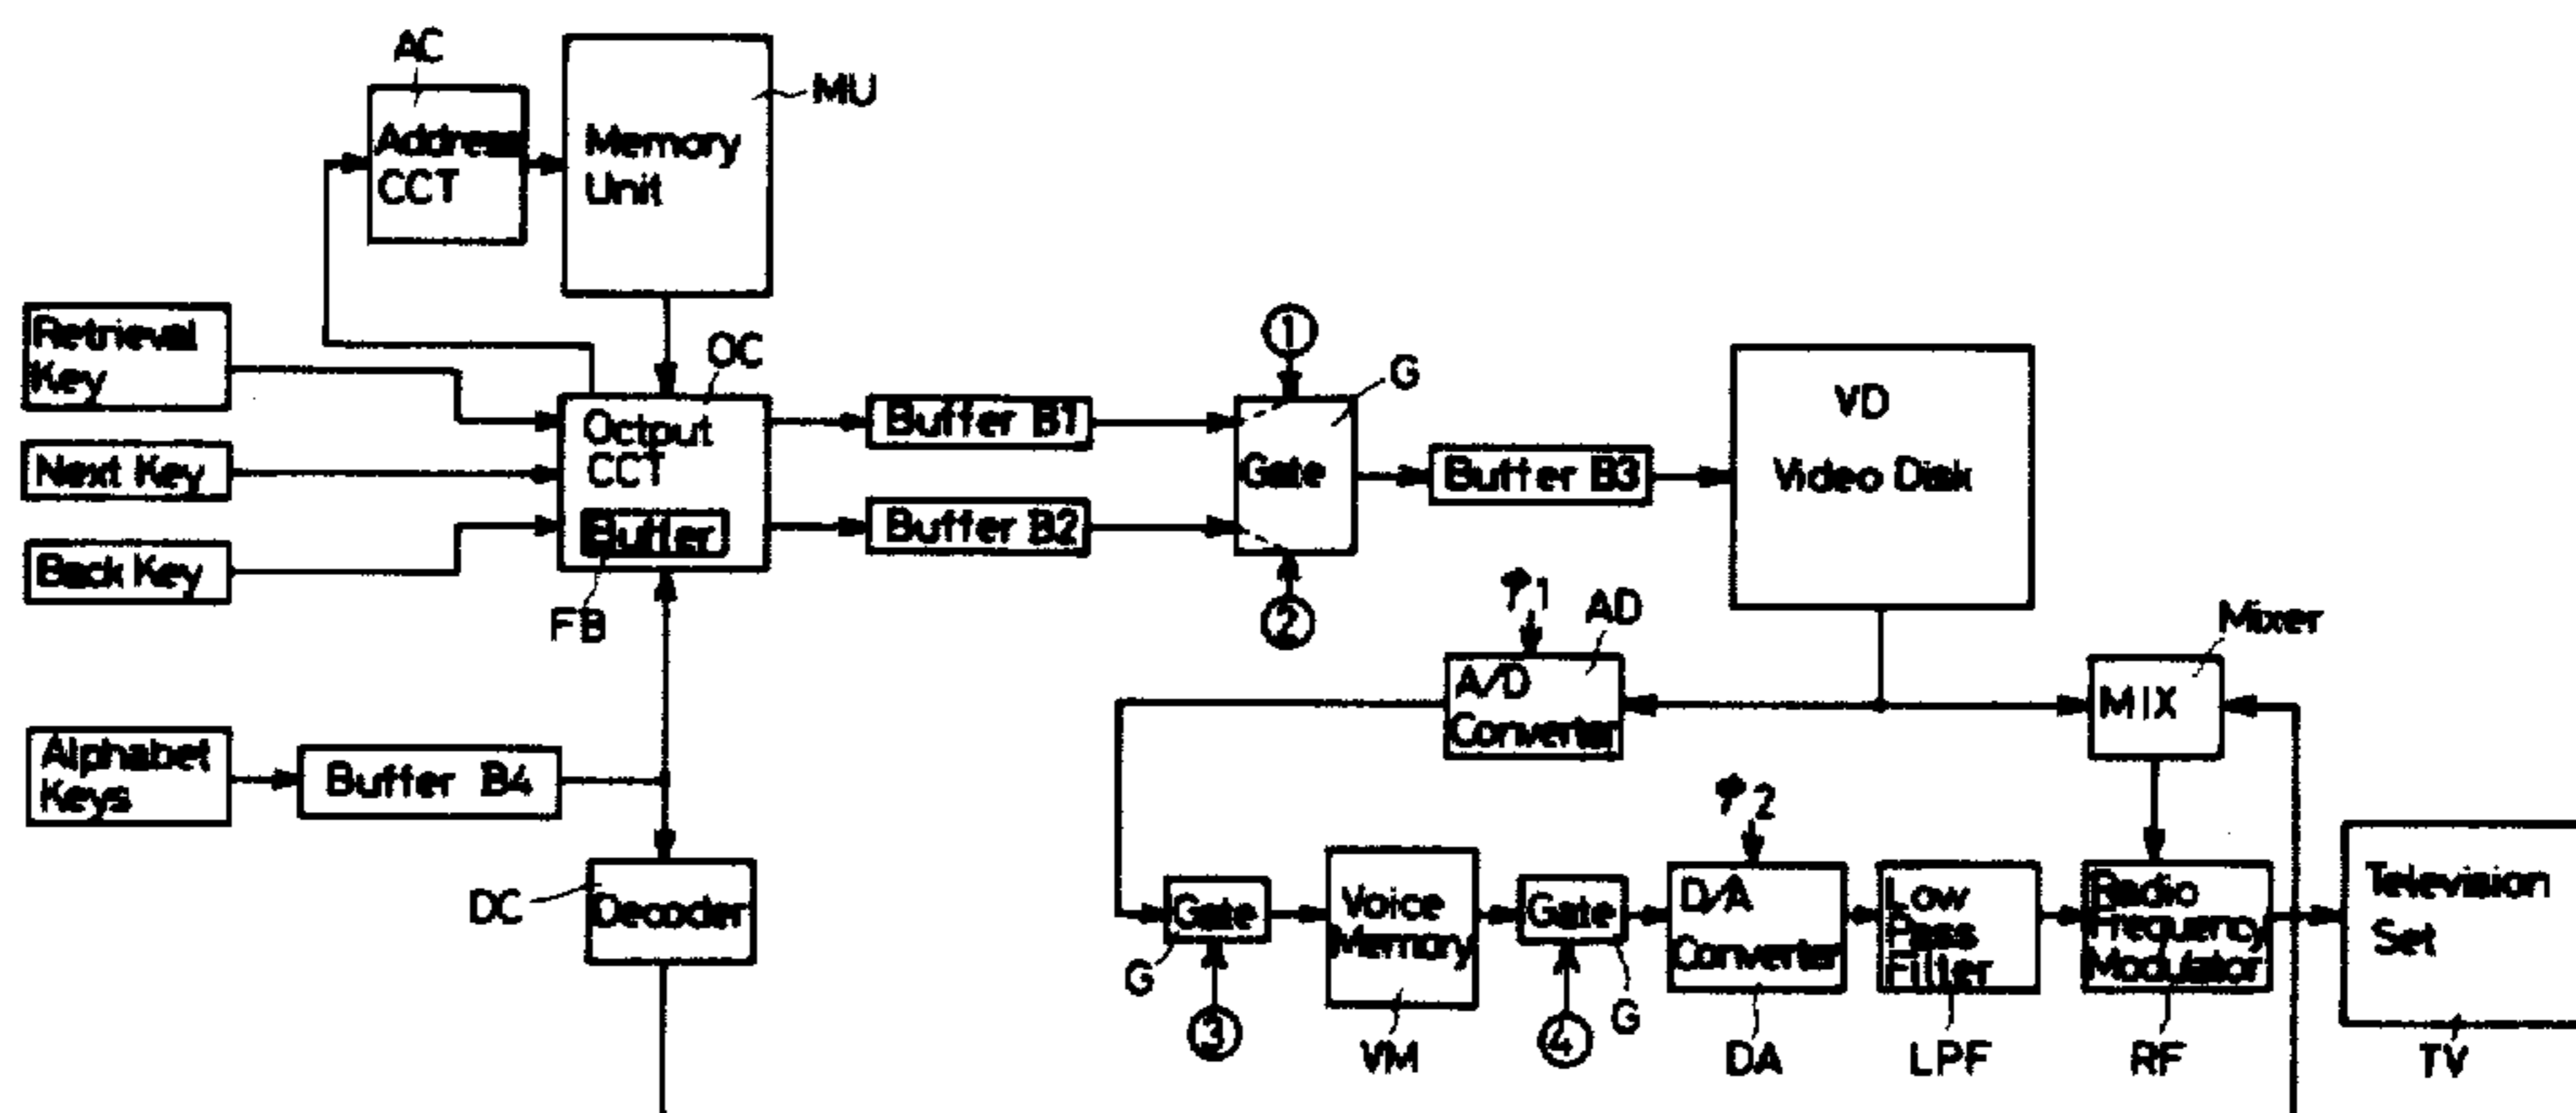 AC
MU
Address
CCT
Memory
Unit
Retrieval
Key
Next Key
Back Key
OC
Octput
CCT
Buffer
FB
Buffer B1
Buffer B2
①
G
Gate
②
Buffer B3
VD
Video Disk
φ1
AD
A/D
Converter
Mixer
MIX
Alphabet
Keys
Buffer B4
DC
Decoder
φ2
Gate
G
③
Voice
Memory
VM
Gate
G
④
D/A
Converter
DA
Low
Pass
Filter
LPF
Radio
Frequency
Modulator
RF
Television
Set
TV